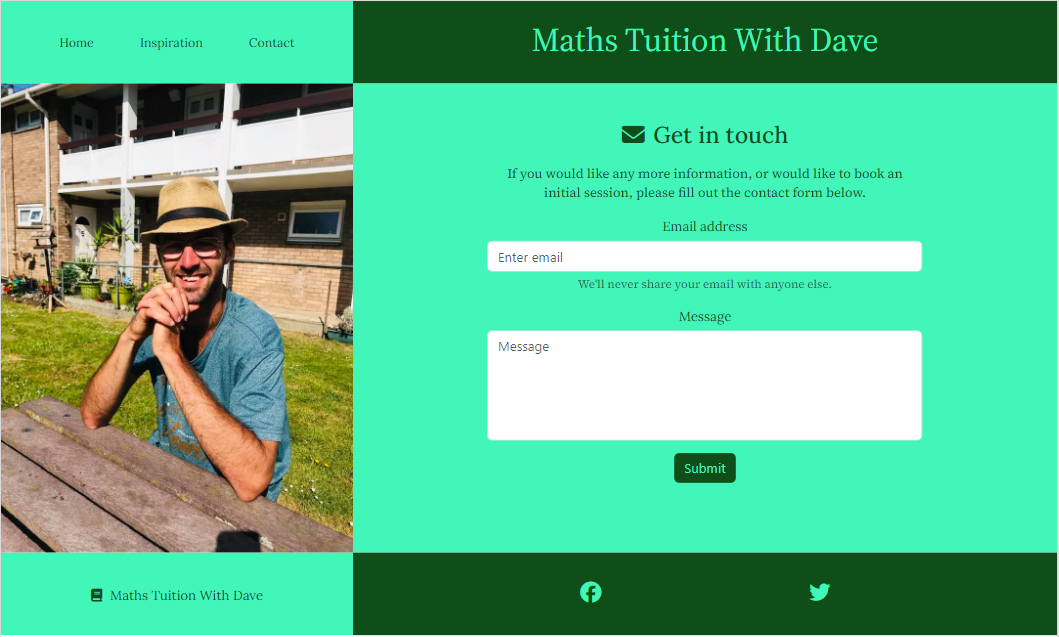 Home
Inspiration
Contact
Maths Tuition With Dave
Get in touch
If you would like any more information, or would like to book an
initial session, please fill out the contact form below.
Email address
Enter email
We'll never share your email with anyone else.
Message
Message
Submit
Maths Tuition With Dave